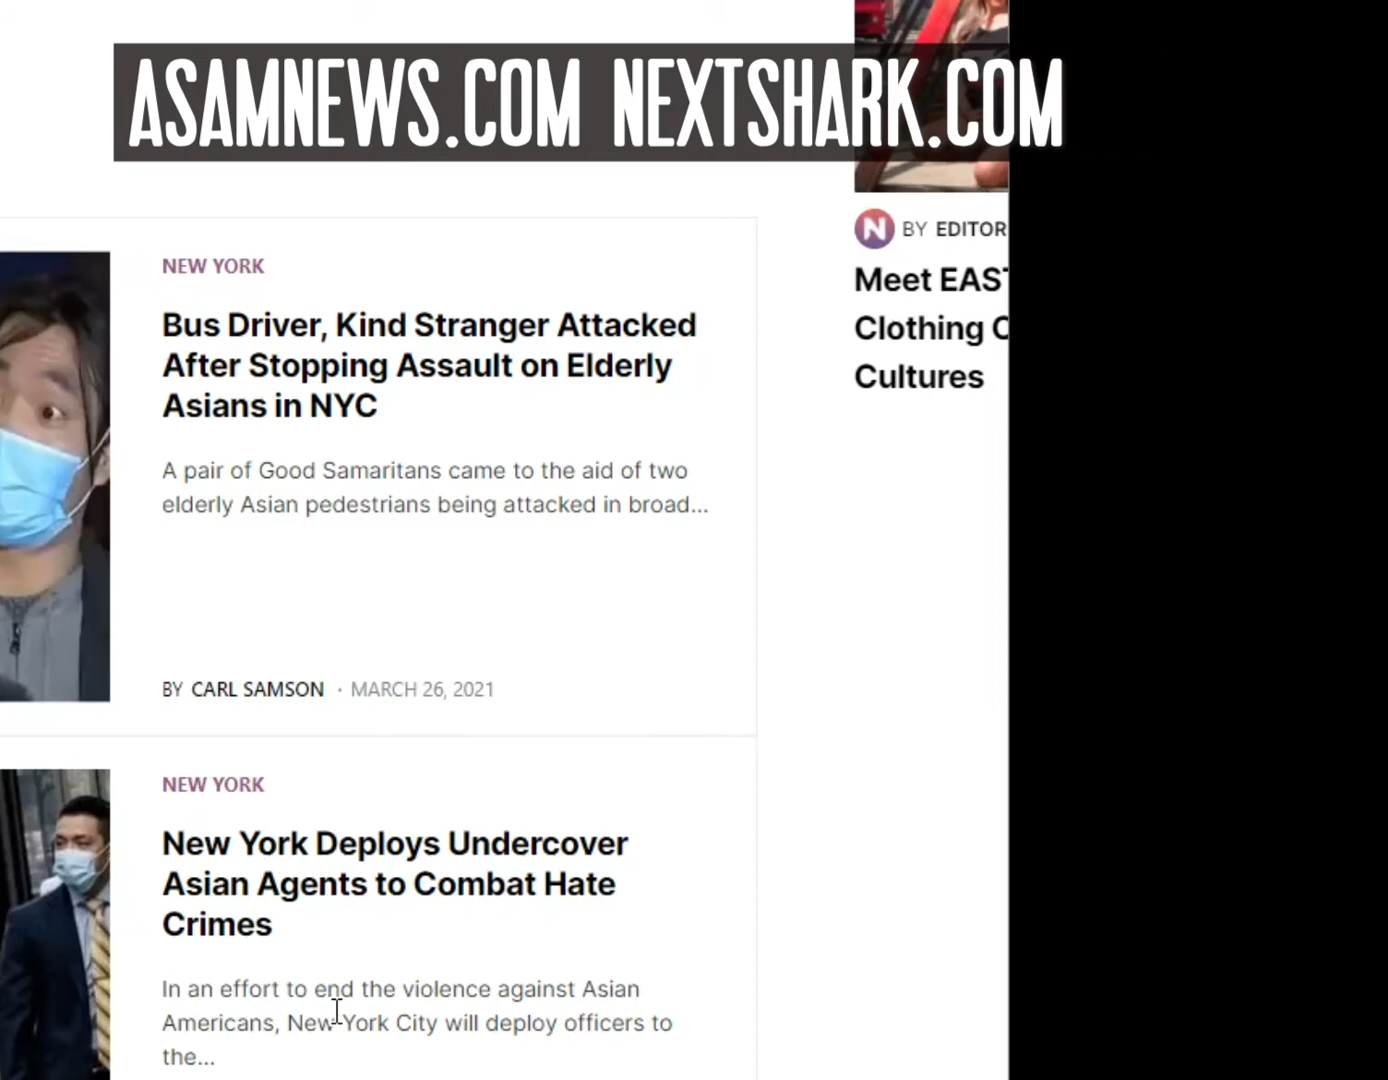 ASAMNEWS.COM NEXTSHARK.COM
NEW YORK
Bus Driver, Kind Stranger Attacked
After Stopping Assault on Elderly
Asians in NYC
A pair of Good Samaritans came to the aid of two
elderly Asian pedestrians being attacked in broad...
BY CARL SAMSON · MARCH 26, 2021
NEW YORK
New York Deploys Undercover
Asian Agents to Combat Hate
Crimes
In an effort to end the violence against Asian
Americans, New York City will deploy officers to
the...
N BY EDITOR
Meet EAST
Clothing C
Cultures